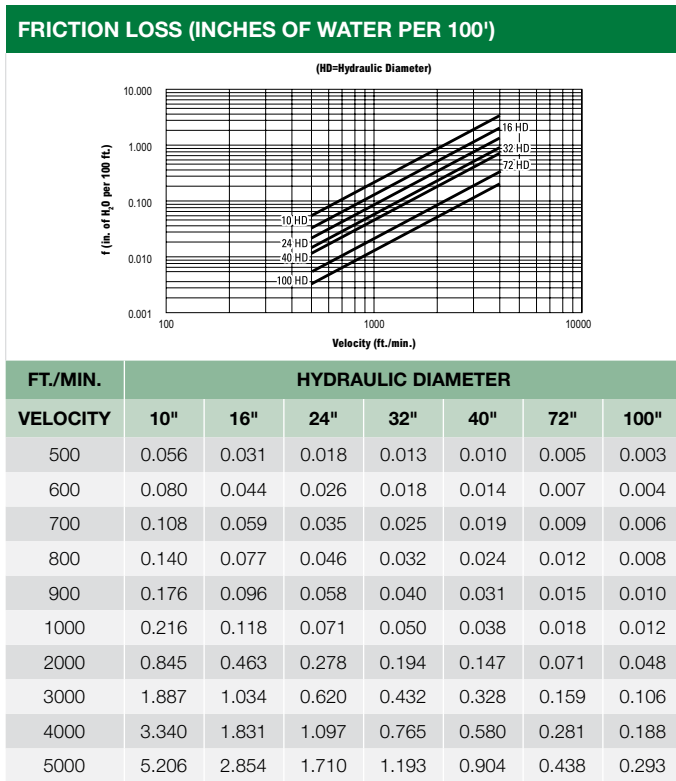 FRICTION LOSS (INCHES OF WATER PER 100')
(HD=Hydraulic Diameter)
10.000
1.000
0.100
0.010
0.001
f (in. of H₂0 per 100 ft.)
16 HD
32 HD
72 HD
10 HD
24 HD
40 HD
100 HD
100 1000 10000
Velocity (ft./min.)
FT./MIN. HYDRAULIC DIAMETER
VELOCITY 10" 16" 24" 32" 40" 72" 100"
500 0.056 0.031 0.018 0.013 0.010 0.005 0.003
600 0.080 0.044 0.026 0.018 0.014 0.007 0.004
700 0.108 0.059 0.035 0.025 0.019 0.009 0.006
800 0.140 0.077 0.046 0.032 0.024 0.012 0.008
900 0.176 0.096 0.058 0.040 0.031 0.015 0.010
1000 0.216 0.118 0.071 0.050 0.038 0.018 0.012
2000 0.845 0.463 0.278 0.194 0.147 0.071 0.048
3000 1.887 1.034 0.620 0.432 0.328 0.159 0.106
4000 3.340 1.831 1.097 0.765 0.580 0.281 0.188
5000 5.206 2.854 1.710 1.193 0.904 0.438 0.293